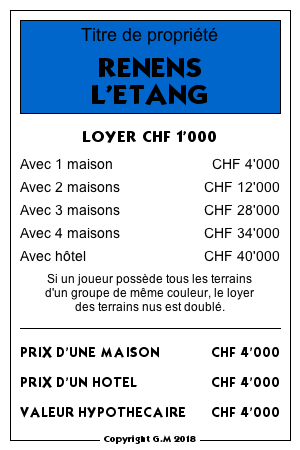 Titre de propriété
RENENS
L'ETANG
LOYER CHF 1'000
Avec 1 maison CHF 4'000
Avec 2 maisons CHF 12'000
Avec 3 maisons CHF 28'000
Avec 4 maisons CHF 34'000
Avec hôtel CHF 40'000
Si un joueur possède tous les terrains
d'un groupe de même couleur, le loyer
des terrains nus est doublé.
PRIX D'UNE MAISON CHF 4'000
PRIX D'UN HOTEL CHF 4'000
VALEUR HYPOTHECAIRE CHF 4'000
Copyright G.M 2018